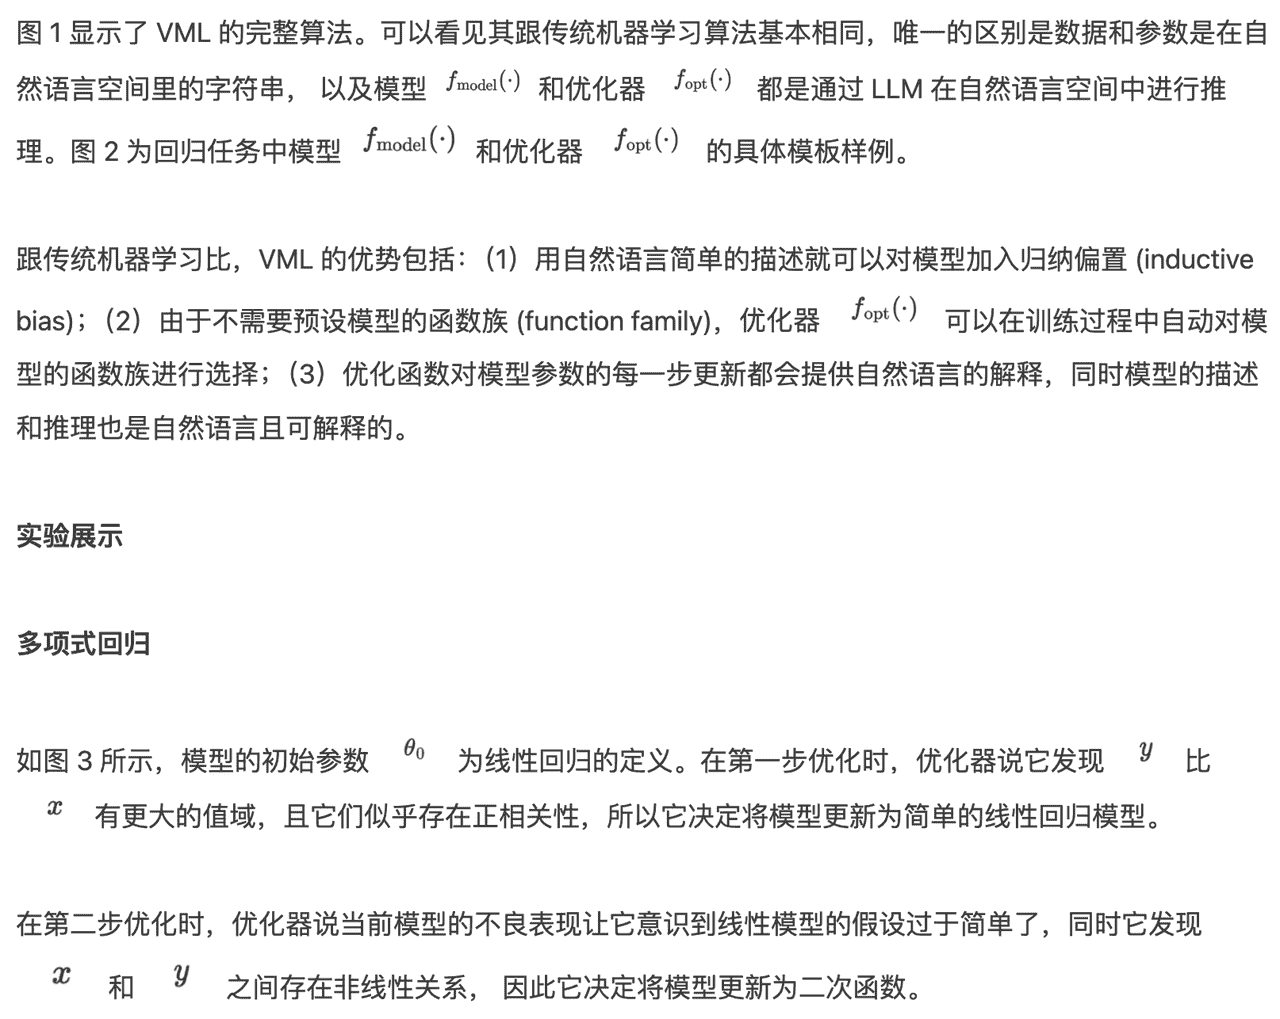 图 1 显示了 VML 的完整算法。可以看见其跟传统机器学习算法基本相同，唯一的区别是数据和参数是在自
然语言空间里的字符串， 以及模型 f_model(·) 和优化器 f_opt(·) 都是通过 LLM 在自然语言空间中进行推
理。图 2 为回归任务中模型 f_model(·) 和优化器 f_opt(·) 的具体模板样例。
跟传统机器学习比，VML 的优势包括：（1）用自然语言简单的描述就可以对模型加入归纳偏置 (inductive
bias)；（2）由于不需要预设模型的函数族 (function family)，优化器 f_opt(·) 可以在训练过程中自动对模
型的函数族进行选择；（3）优化函数对模型参数的每一步更新都会提供自然语言的解释，同时模型的描述
和推理也是自然语言且可解释的。
实验展示
多项式回归
如图 3 所示，模型的初始参数 θ_0 为线性回归的定义。在第一步优化时，优化器说它发现 y 比
x 有更大的值域，且它们似乎存在正相关性，所以它决定将模型更新为简单的线性回归模型。
在第二步优化时，优化器说当前模型的不良表现让它意识到线性模型的假设过于简单了，同时它发现
x 和 y 之间存在非线性关系， 因此它决定将模型更新为二次函数。